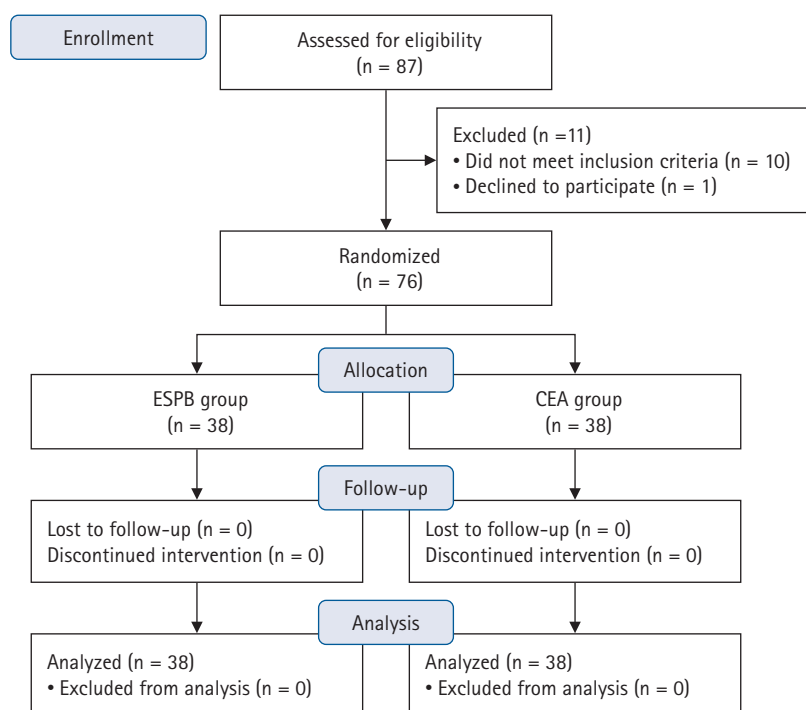 Enrollment
Assessed for eligibility
(n = 87)
Excluded (n =11)
• Did not meet inclusion criteria (n = 10)
• Declined to participate (n = 1)
Randomized
(n = 76)
Allocation
ESPB group
(n = 38)
CEA group
(n = 38)
Follow-up
Lost to follow-up (n = 0)
Discontinued intervention (n = 0)
Lost to follow-up (n = 0)
Discontinued intervention (n = 0)
Analysis
Analyzed (n = 38)
• Excluded from analysis (n = 0)
Analyzed (n = 38)
• Excluded from analysis (n = 0)